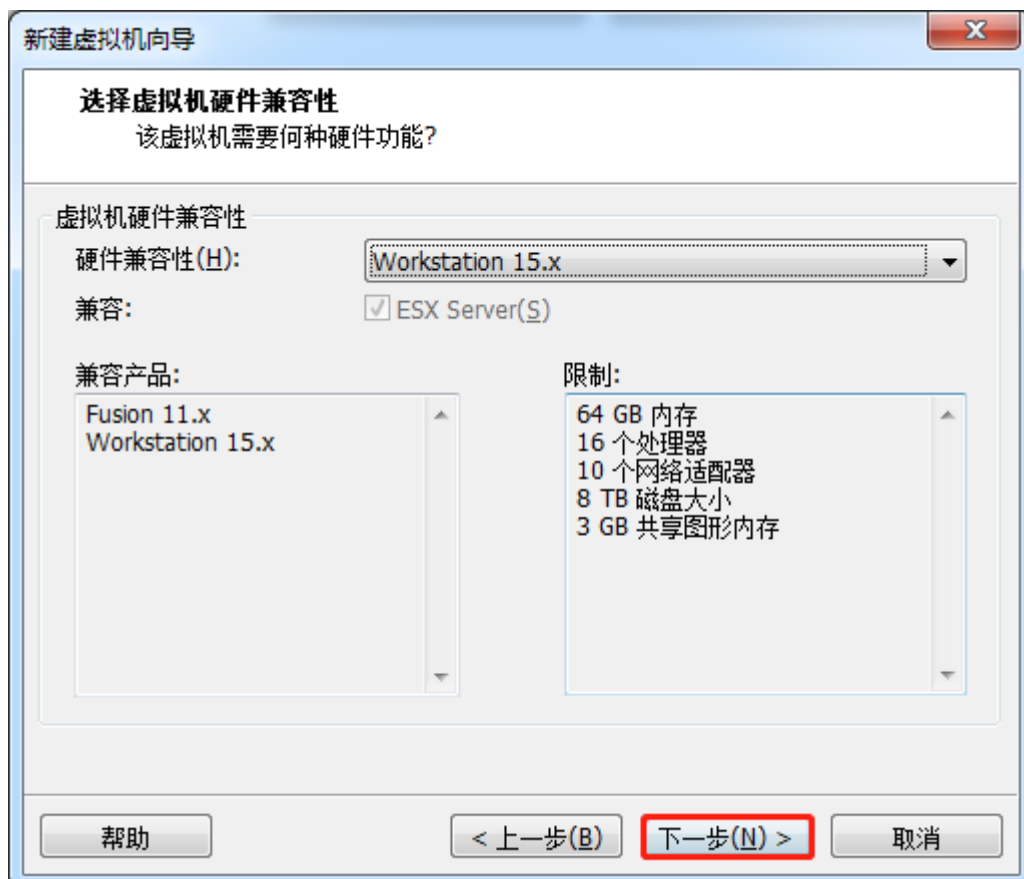 新建虚拟机向导
选择虚拟机硬件兼容性
该虚拟机需要何种硬件功能?
虚拟机硬件兼容性
硬件兼容性(H):
Workstation 15.x
兼容:
ESX Server(S)
兼容产品:
Fusion 11.x
Workstation 15.x
限制:
64 GB 内存
16 个处理器
10 个网络适配器
8 TB 磁盘大小
3 GB 共享图形内存
帮助
< 上一步(B)
下一步(N) >
取消